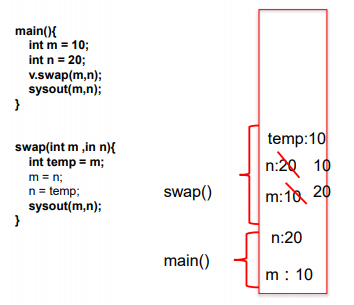 main(){
int m = 10;
int n = 20;
v.swap(m,n);
sysout(m,n);
}
swap(int m ,in n){
int temp = m;
m = n;
n = temp;
sysout(m,n);
}
swap()
main()
temp:10
n:20 10
m:10 20
n:20
m : 10